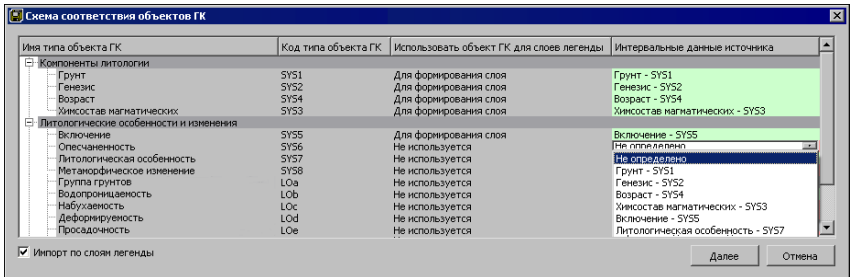 Схема соответствия объектов ГК
Имя типа объекта ГК Код типа объекта ГК Использовать объект ГК для слоев легенды Интервальные данные источника
Компоненты литологии
Грунт SYS1 Для формирования слоя Грунт - SYS1
Генезис SYS2 Для формирования слоя Генезис - SYS2
Возраст SYS4 Для формирования слоя Возраст - SYS4
Химсостав магматических SYS3 Для формирования слоя Химсостав магматических - SYS3
Литологические особенности и изменения
Включение SYS5 Для формирования слоя Включение - SYS5
Опесчаненность SYS6 Не используется Не определено
Литологическая особенность SYS7 Не используется Не определено
Метаморфическое изменение SYS8 Не используется Грунт - SYS1
Группа грунтов LOa Не используется Генезис - SYS2
Водопроницаемость LOb Не используется Возраст - SYS4
Набухаемость LOc Не используется Химсостав магматических - SYS3
Деформируемость LOd Не используется Включение - SYS5
Просадочность LOe Не используется Литологическая особенность - SYS7
Импорт по слоям легенды
Далее Отмена